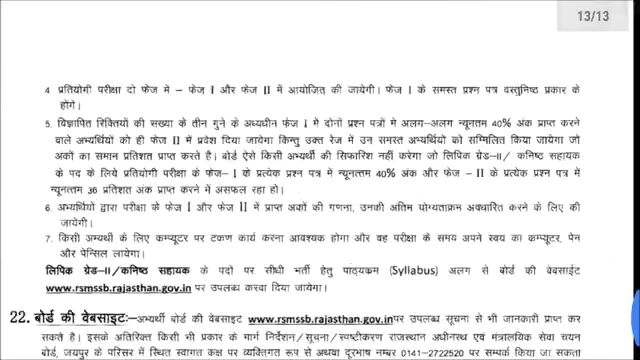 13/13
4. प्रतियोगी परीक्षा दो फेज में – फेज I और फेज II में आयोजित की जायेगी। फेज I के समस्त प्रश्न पत्र वस्तुनिष्ठ प्रकार के
होंगे।
5. विज्ञापित रिक्तियों की सख्या के तीन गुने के अध्यधीन फेज I में दोनों प्रश्न पत्रों मे अलग-अलग न्यूनतम 40% अंक प्राप्त करने
वाले अभ्यर्थियों को ही फेज II में प्रवेश दिया जायेगा किन्तु उक्त रेज में उन समस्त अभ्यर्थियों को सम्मिलित किया जायेगा जो
अकों का समान प्रतिशत प्राप्त करते है। बोर्ड ऐसे किसी अभ्यर्थी की सिफारिश नहीं करेगा जो लिपिक ग्रेड-II/ कनिष्ठ सहायक
के पद के लिये प्रतियोगी परीक्षा के फेज- I के प्रत्येक प्रश्न पत्र में न्यूनतम 40% अंक और फेज – II के प्रत्येक प्रश्न पत्र में
न्यूनतम 36 प्रतिशत अंक प्राप्त करने में असफल रहा हो।
6. अभ्यर्थियों द्वारा परीक्षा के फेज I और फेज II में प्राप्त अकों की गणना, उनकी अतिम योग्यताक्रम अवधारित करने के लिए की
जायेगी।
7. किसी अभ्यर्थी के लिए कम्प्यूटर पर टकण कार्य करना आवश्यक होगा और वह परीक्षा के समय अपने स्वय का कम्प्यूटर, पेन
और पेन्सिल लायेगा।
लिपिक ग्रेड-II/कनिष्ठ सहायक के पदों पर सीधी भर्ती हेतु पाठ्यक्रम (Syllabus) अलग से बोर्ड की वेबसाईट
www.rsmssb.rajasthan.gov.in पर उपलब्ध करवा दिया जायेगा।
22. बोर्ड की वेबसाइट:-अभ्यर्थी बोर्ड की वेबसाइट www.rsmssb.rajasthan.gov.inपर उपलब्ध सूचना से भी जानकारी प्राप्त कर
सकते है। इसके अतिरिक्त किसी भी प्रकार के मार्ग निर्देशन/सूचना/स्पष्टीकरण राजस्थान अधीनस्थ एवं मंत्रालयिक सेवा चयन
बोर्ड, जयपुर के परिसर में स्थित स्वागत कक्ष पर व्यक्तिगत रूप से अथवा दूरभाष नम्बर 0141-2722520 पर सम्पर्क किया जा सकता